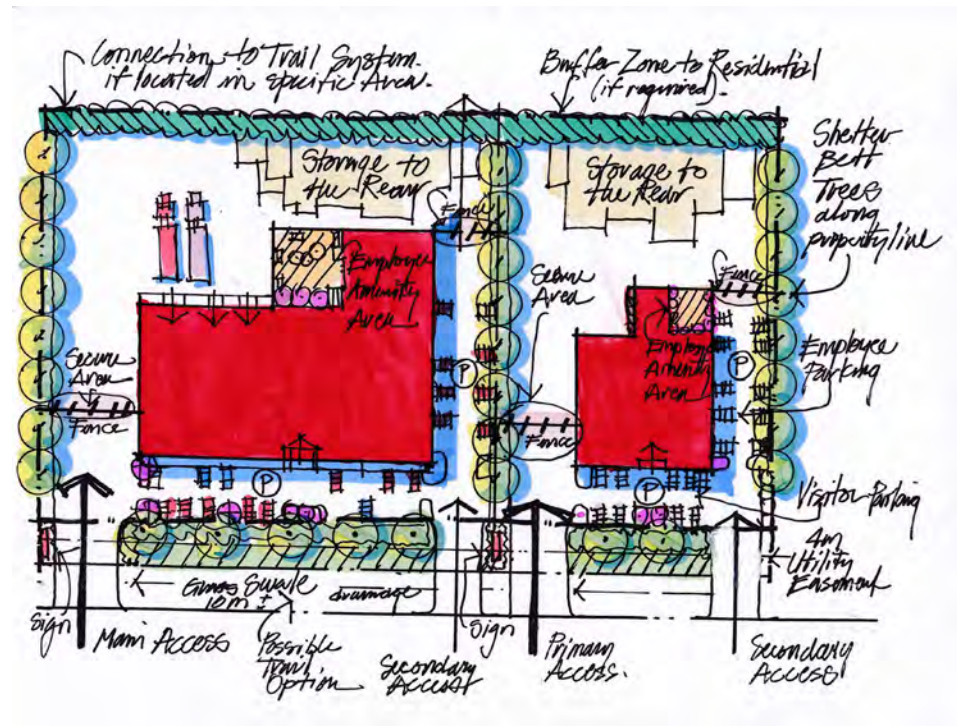 Connection to Trail System
if located in specific Area.
Buffer Zone to Residential
(if required).
Shelter
Belt
Trees
along
property line
Storage to
the Rear
Storage to
the Rear
Fence
Employee
Amenity
Area
Secure
Area
Fence
Employee
Amenity
Area
Employee
Parking
Secure
Area
Fence
Fence
P
P
P
P
Visitor Parking
4m
Utility
Easement
Grass Swale
10m ±
drainage
Sign
Main Access
Possible
Trail
Option
Secondary
Access
Sign
Primary
Access.
Secondary
Access